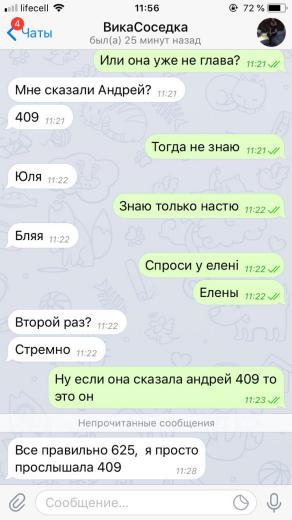 lifecell 11:56 72 %
4
Чаты ВикаСоседка
был(а) 25 минут назад
Или она уже не глава? 11:21
Мне сказали Андрей? 11:21
409 11:21
Тогда не знаю 11:21
Юля 11:22
Знаю только настю 11:22
Бляя 11:22
Спроси у елені 11:22
Елены 11:22
Второй раз? 11:22
Стремно 11:22
Ну если она сказала андрей 409 то
это он 11:23
Непрочитанные сообщения
Все правильно 625, я просто
прослышала 409 11:28
Сообщение...